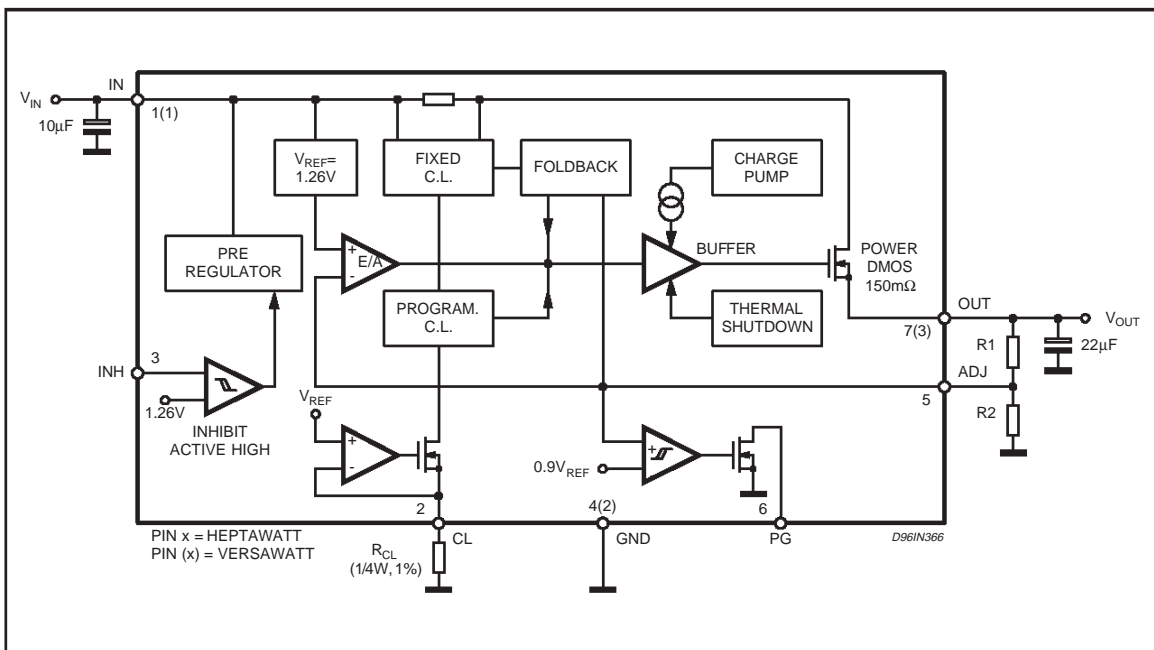 IN
V_IN
1(1)
10µF
V_REF=
1.26V
FIXED
C.L.
FOLDBACK
CHARGE
PUMP
PRE
REGULATOR
+
E/A
-
BUFFER
POWER
DMOS
150mΩ
PROGRAM.
C.L.
THERMAL
SHUTDOWN
OUT
7(3)
V_OUT
R1
22µF
INH
3
1.26V
INHIBIT
ACTIVE HIGH
V_REF
+
-
ADJ
5
R2
+
0.9V_REF
2
4(2)
6
PIN x = HEPTAWATT
PIN (x) = VERSAWATT
CL
GND
PG
D96IN366
R_CL
(1/4W, 1%)